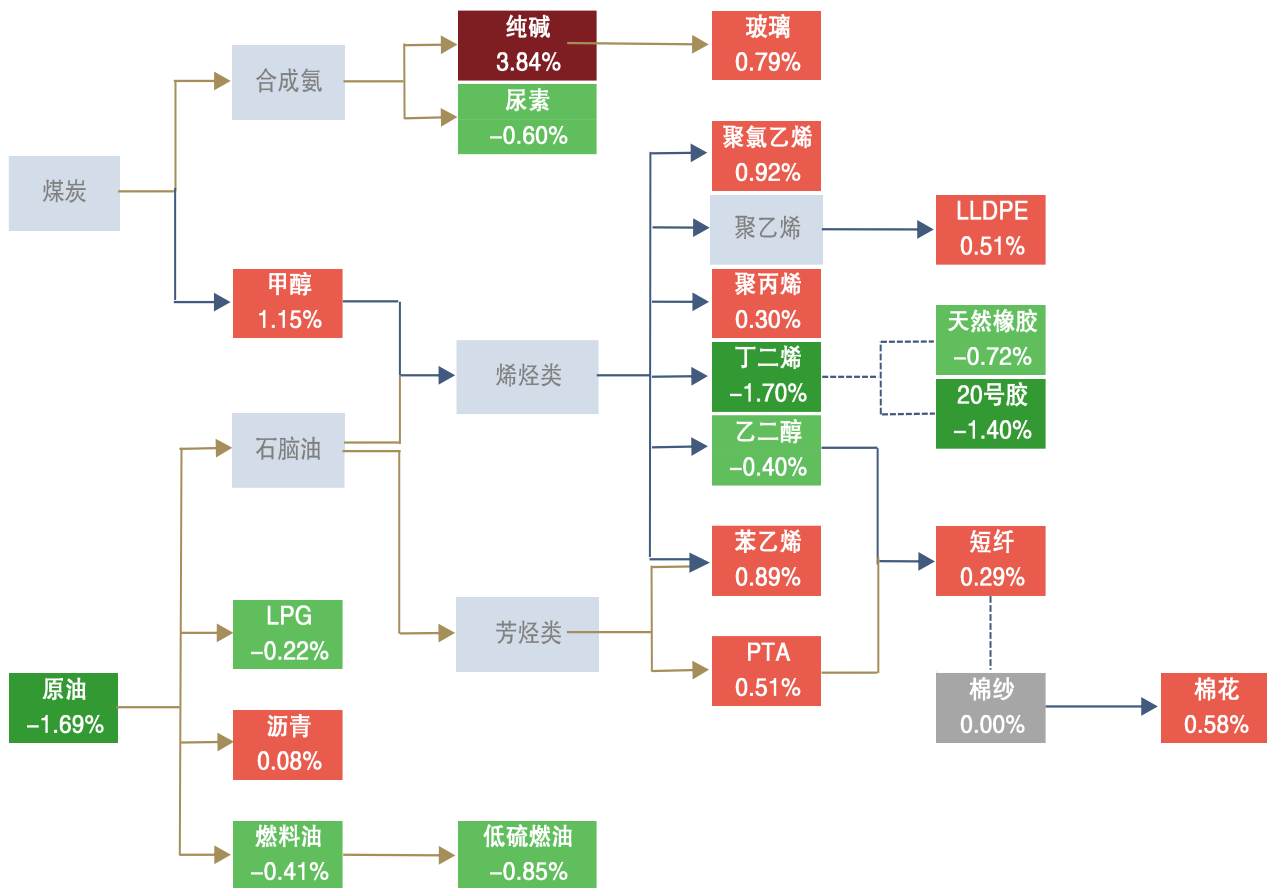 纯碱
3.84%
玻璃
0.79%
合成氨
尿素
-0.60%
聚氯乙烯
0.92%
煤炭
聚乙烯
LLDPE
0.51%
甲醇
1.15%
聚丙烯
0.30%
天然橡胶
-0.72%
烯烃类
丁二烯
-1.70%
20号胶
-1.40%
石脑油
乙二醇
-0.40%
苯乙烯
0.89%
短纤
0.29%
LPG
-0.22%
芳烃类
PTA
0.51%
原油
-1.69%
棉纱
0.00%
棉花
0.58%
沥青
0.08%
燃料油
-0.41%
低硫燃油
-0.85%